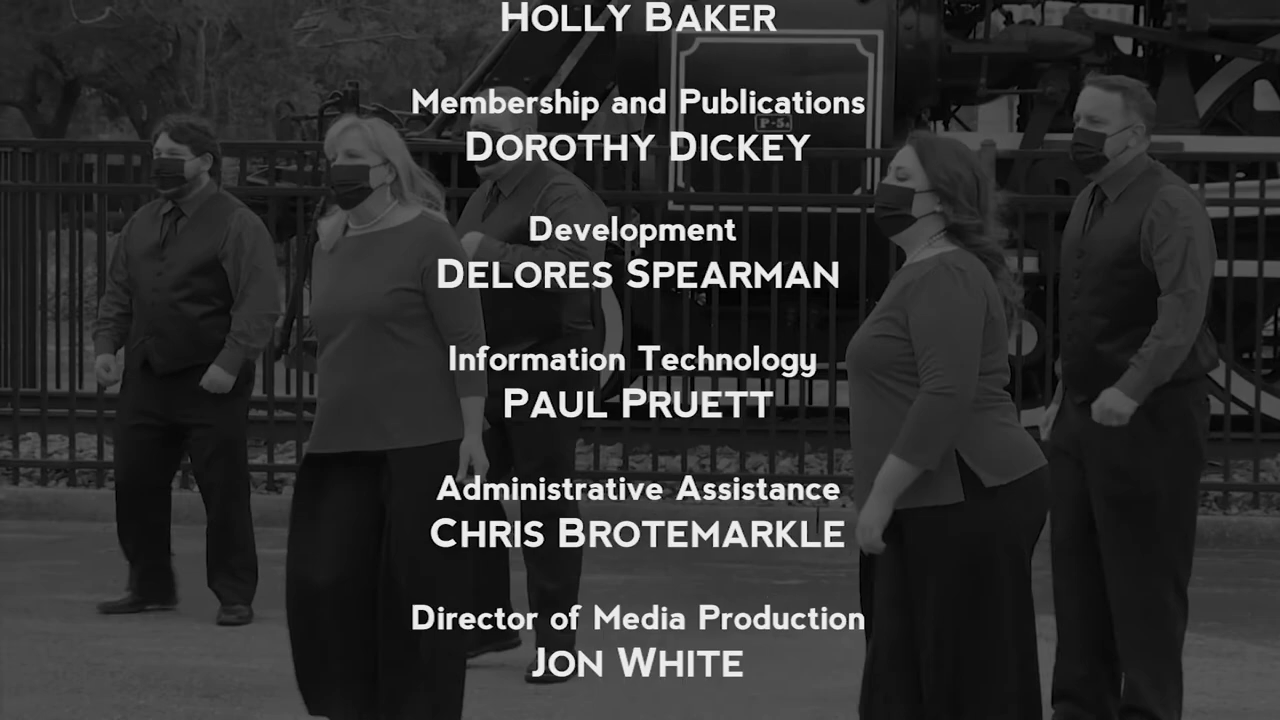 HOLLY BAKER
Membership and Publications
DOROTHY DICKEY
Development
DELORES SPEARMAN
Information Technology
PAUL PRUETT
Administrative Assistance
CHRIS BROTEMARKLE
Director of Media Production
JON WHITE